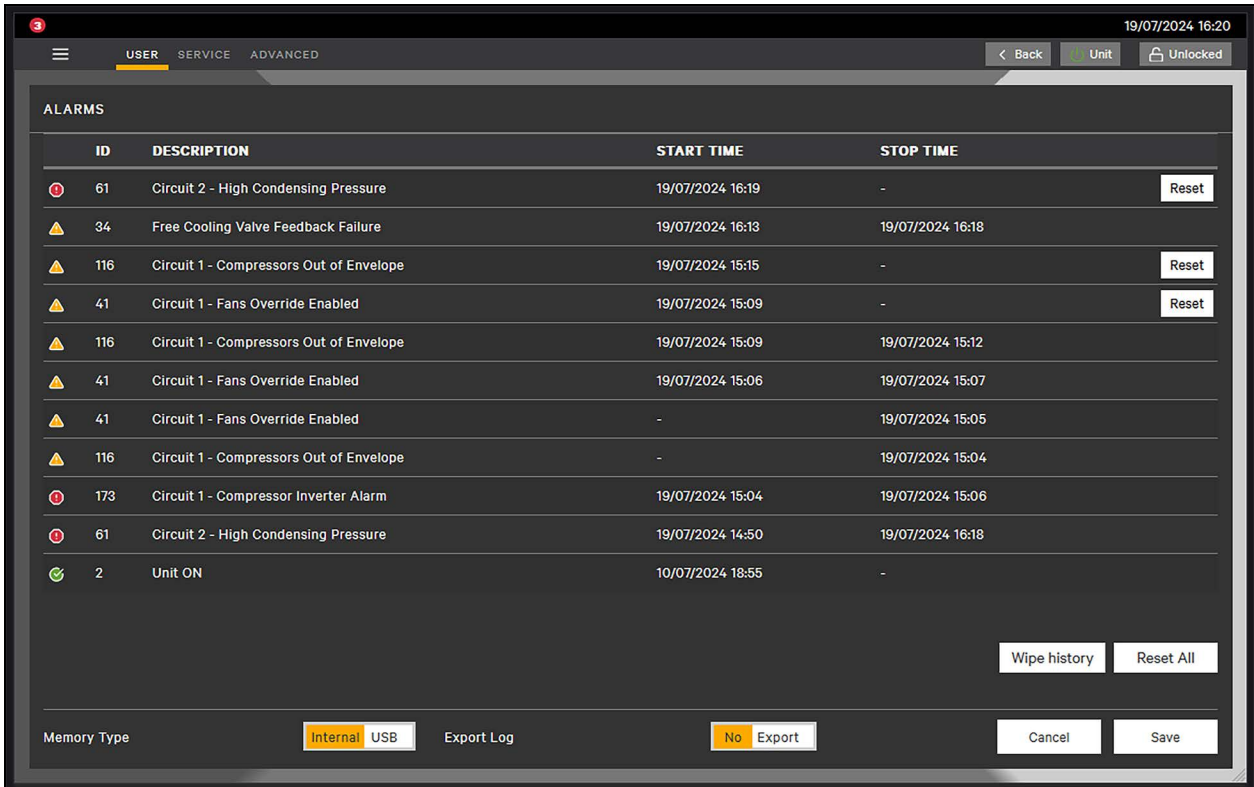 3 19/07/2024 16:20
USER SERVICE ADVANCED < Back Unit Unlocked
ALARMS
ID DESCRIPTION START TIME STOP TIME
61 Circuit 2 - High Condensing Pressure 19/07/2024 16:19 - Reset
34 Free Cooling Valve Feedback Failure 19/07/2024 16:13 19/07/2024 16:18
116 Circuit 1 - Compressors Out of Envelope 19/07/2024 15:15 - Reset
41 Circuit 1 - Fans Override Enabled 19/07/2024 15:09 - Reset
116 Circuit 1 - Compressors Out of Envelope 19/07/2024 15:09 19/07/2024 15:12
41 Circuit 1 - Fans Override Enabled 19/07/2024 15:06 19/07/2024 15:07
41 Circuit 1 - Fans Override Enabled - 19/07/2024 15:05
116 Circuit 1 - Compressors Out of Envelope - 19/07/2024 15:04
173 Circuit 1 - Compressor Inverter Alarm 19/07/2024 15:04 19/07/2024 15:06
61 Circuit 2 - High Condensing Pressure 19/07/2024 14:50 19/07/2024 16:18
2 Unit ON 10/07/2024 18:55 -
Wipe history Reset All
Memory Type Internal USB Export Log No Export Cancel Save